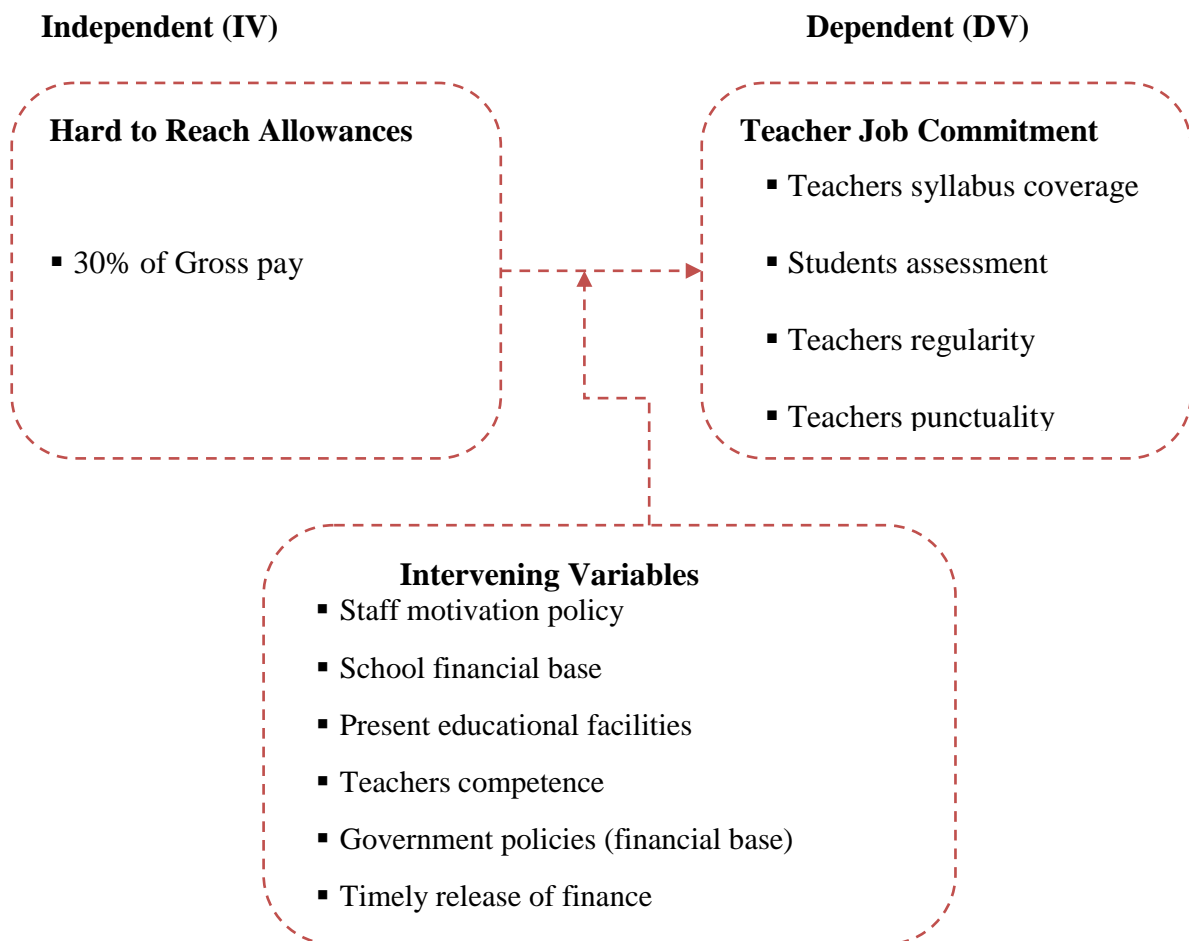 Independent (IV)
Dependent (DV)
Hard to Reach Allowances
▪ 30% of Gross pay
Teacher Job Commitment
▪ Teachers syllabus coverage
▪ Students assessment
▪ Teachers regularity
▪ Teachers punctuality
Intervening Variables
▪ Staff motivation policy
▪ School financial base
▪ Present educational facilities
▪ Teachers competence
▪ Government policies (financial base)
▪ Timely release of finance